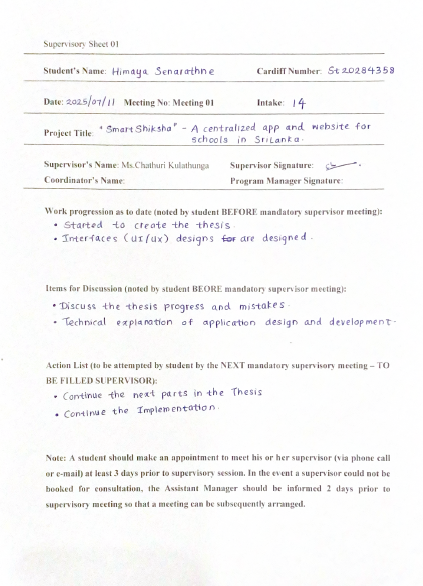 Supervisory Sheet 01
Student's Name: Himaya Senarathne Cardiff Number: St 20284358
Date: 2025/07/11 Meeting No: Meeting 01 Intake: 14
Project Title: "SmartShiksha" - A centralized app and website for
schools in SriLanka.
Supervisor's Name: Ms.Chathuri Kulathunga Supervisor Signature:
Coordinator's Name: Program Manager Signature:
Work progression as to date (noted by student BEFORE mandatory supervisor meeting):
• Started to create the thesis.
• Interfaces (UI/UX) designs for are designed.
Items for Discussion (noted by student BEORE mandatory supervisor meeting):
• Discuss the thesis progress and mistakes.
• Technical explanation of application design and development.
Action List (to be attempted by student by the NEXT mandatory supervisory meeting – TO
BE FILLED SUPERVISOR):
• Continue the next parts in the Thesis
• Continue the Implementation.
Note: A student should make an appointment to meet his or her supervisor (via phone call
or e-mail) at least 3 days prior to supervisory session. In the event a supervisor could not be
booked for consultation, the Assistant Manager should be informed 2 days prior to
supervisory meeting so that a meeting can be subsequently arranged.